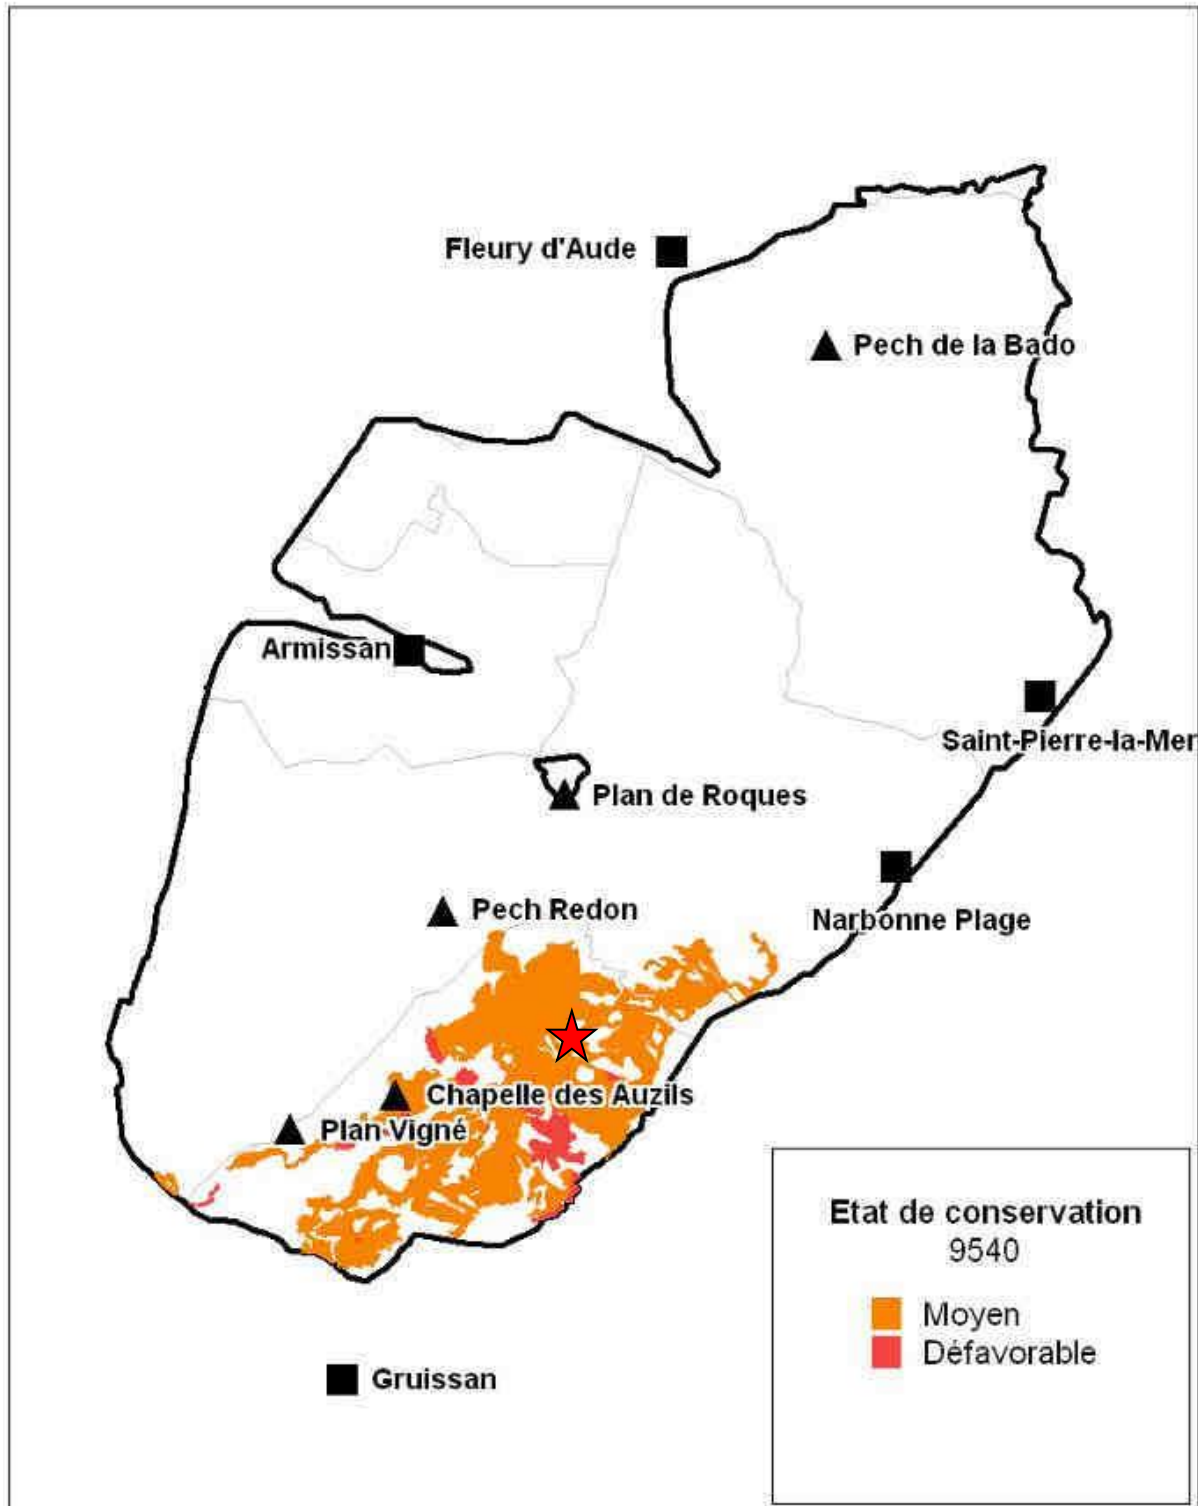 Fleury d'Aude
Pech de la Bado
Armissan
Saint-Pierre-la-Mer
Plan de Roques
Narbonne Plage
Pech Redon
Chapelle des Auzils
Plan Vigné
Etat de conservation
9540
Moyen
Défavorable
Gruissan